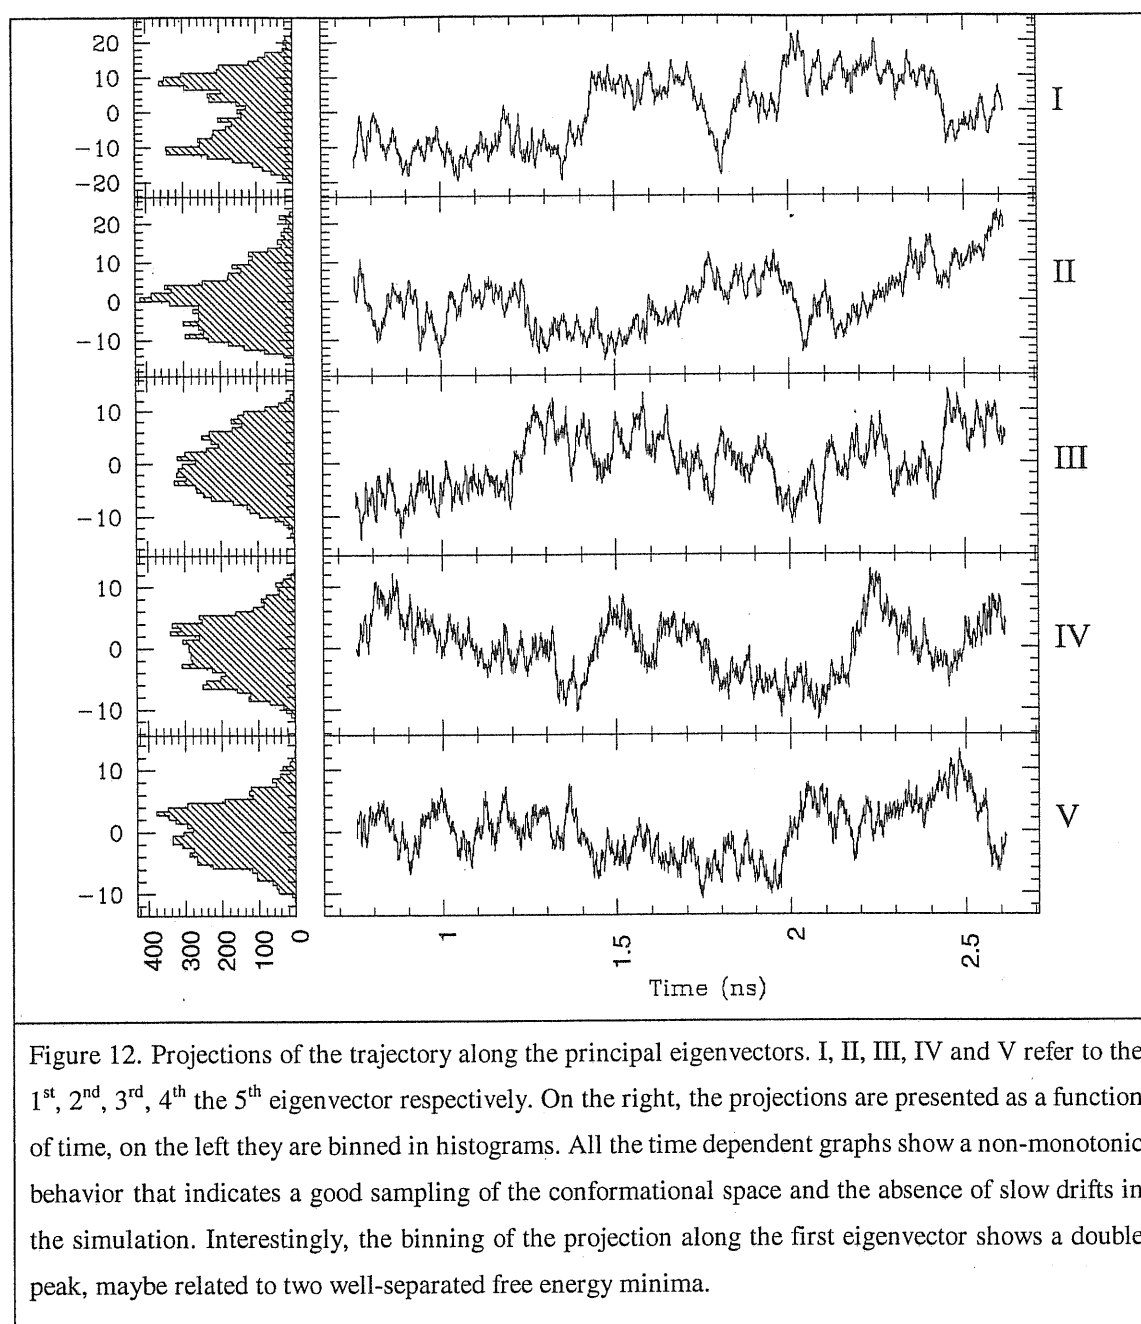 20
10
0
−10
−20
I
20
10
0
−10
II
10
0
−10
III
10
0
−10
IV
10
0
−10
V
400 300 200 100 0
1 1.5 2 2.5
Time (ns)
Figure 12. Projections of the trajectory along the principal eigenvectors. I, II, III, IV and V refer to the
1st, 2nd, 3rd, 4th the 5th eigenvector respectively. On the right, the projections are presented as a function
of time, on the left they are binned in histograms. All the time dependent graphs show a non-monotonic
behavior that indicates a good sampling of the conformational space and the absence of slow drifts in
the simulation. Interestingly, the binning of the projection along the first eigenvector shows a double
peak, maybe related to two well-separated free energy minima.